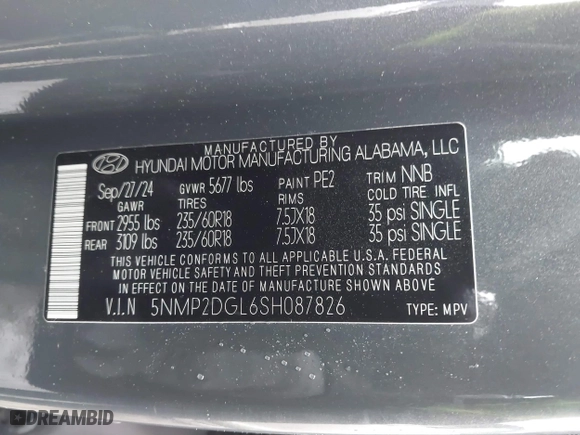 MANUFACTURED BY
HYUNDAI MOTOR MANUFACTURING ALABAMA, LLC
Sep/27/24 GVWR 5677 lbs PAINT PE2 TRIM NNB
GAWR TIRES RIMS COLD TIRE INFL
FRONT 2955 lbs 235/60R18 7.5JX18 35 psi SINGLE
REAR 3109 lbs 235/60R18 7.5JX18 35 psi SINGLE
THIS VEHICLE CONFORMS TO ALL APPLICABLE U.S.A. FEDERAL
MOTOR VEHICLE SAFETY AND THEFT PREVENTION STANDARDS
IN EFFECT ON THE DATE OF MANUFACTURE SHOWN ABOVE.
V.I.N 5NMP2DGL6SH087826 TYPE: MPV
DREAMBID